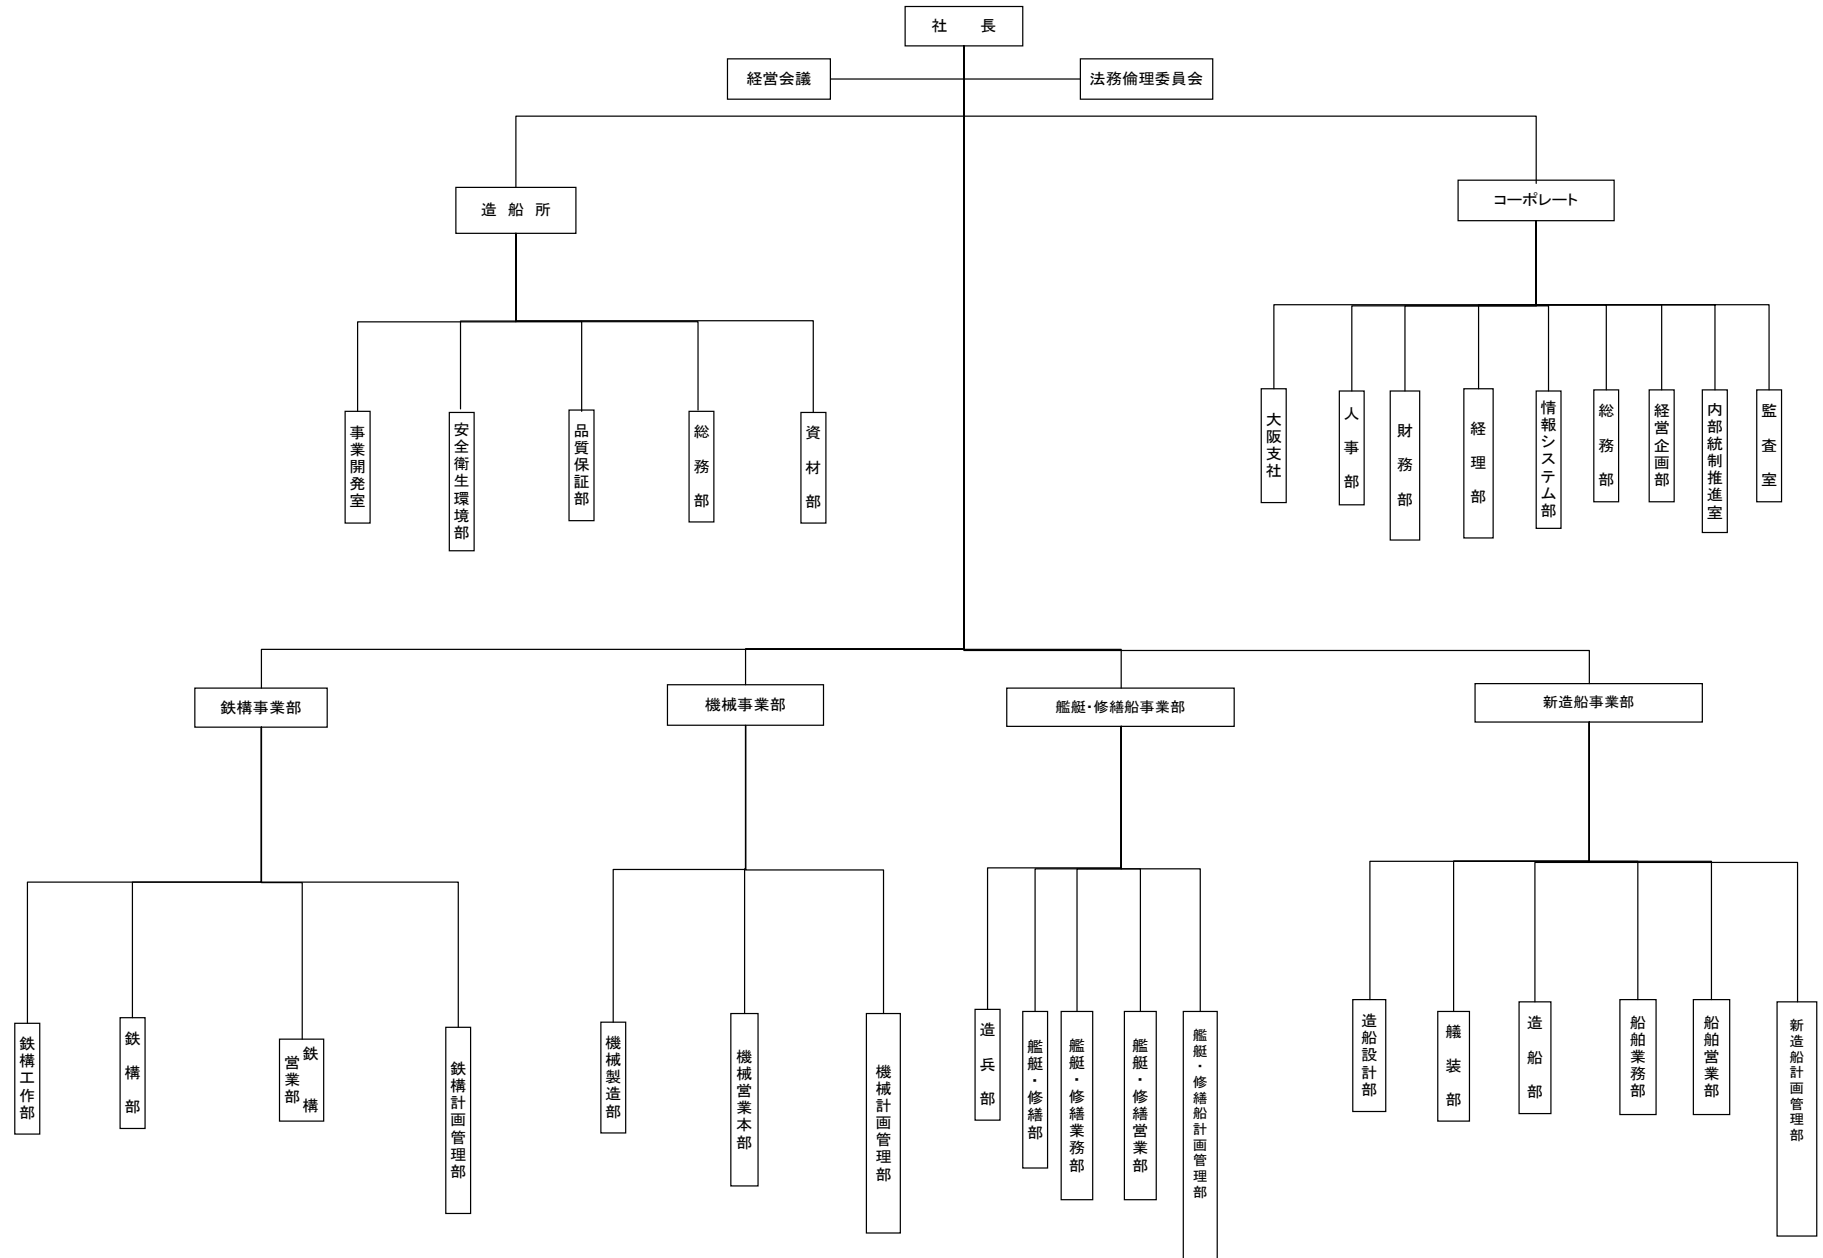 社　長
経営会議
法務倫理委員会
造 船 所
コーポレート
事業開発室
安全衛生環境部
品質保証部
総 務 部
資 材 部
大阪支社
人 事 部
財 務 部
経 理 部
情報システム部
総 務 部
経営企画部
内部統制推進室
監 査 室
鉄構事業部
機械事業部
艦艇・修繕船事業部
新造船事業部
鉄構工作部
鉄 構 部
鉄 構
営業部
鉄構計画管理部
機械製造部
機械営業本部
機械計画管理部
造 兵 部
艦艇・修繕部
艦艇・修繕業務部
艦艇・修繕営業部
艦艇・修繕船計画管理部
造船設計部
艤 装 部
造 船 部
船舶業務部
船舶営業部
新造船計画管理部